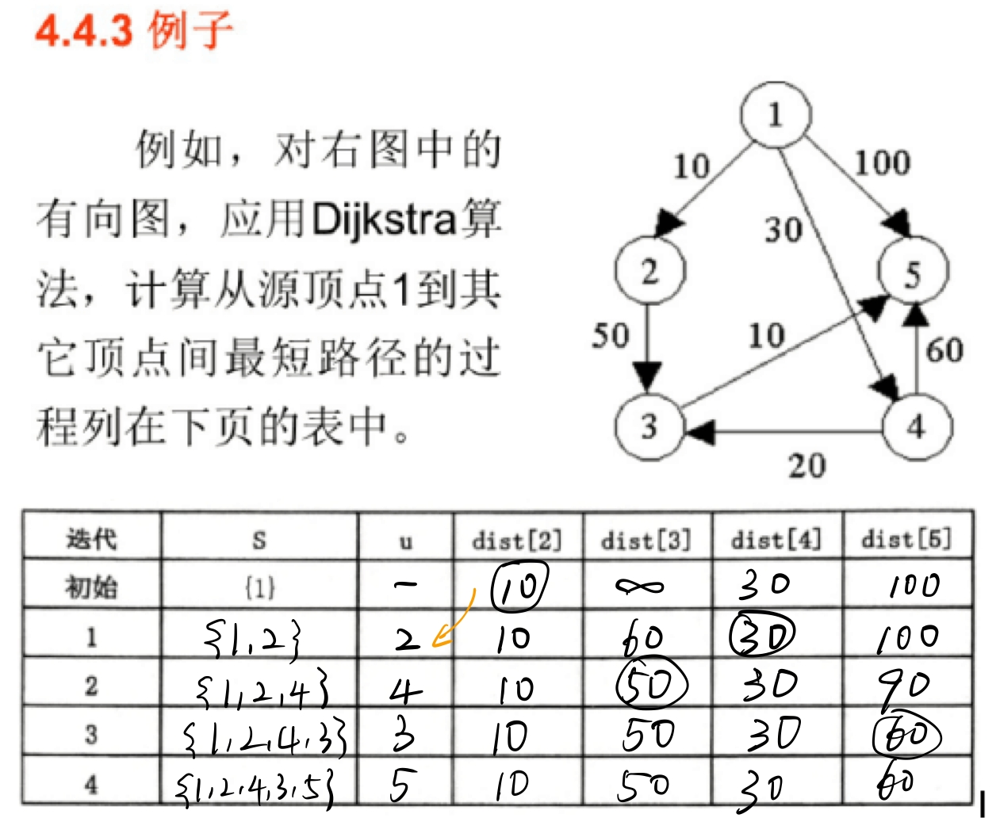 4.4.3 例子
例如，对右图中的
有向图，应用Dijkstra算
法，计算从源顶点1到其
它顶点间最短路径的过
程列在下页的表中。
1
10 100
30
2 5
50 10 60
3 4
20
迭代 S u dist[2] dist[3] dist[4] dist[5]
初始 {1} - 10 ∞ 30 100
1 {1,2} 2 10 60 30 100
2 {1,2,4} 4 10 50 30 90
3 {1,2,4,3} 3 10 50 30 60
4 {1,2,4,3,5} 5 10 50 30 60